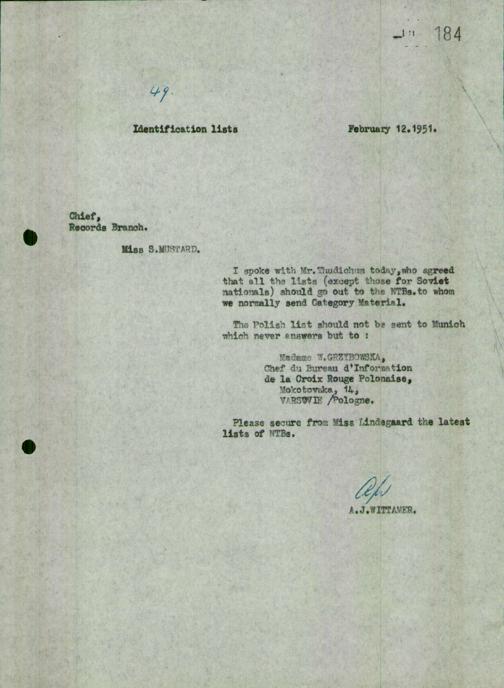 184
49.
Identification lists February 12.1951.
Chief,
Records Branch.
Miss S.MUSTARD.
I spoke with Mr.Thudichum today,who agreed
that all the lists (except those for Soviet
nationals) should go out to the NTBs.to whom
we normally send Category Material.
The Polish list should not be sent to Munich
which never answers but to :
Madame W.GRZYBOWSKA,
Chef du Bureau d'Information
de la Croix Rouge Polonaise,
Mokotovska, 14,
VARSOVIE /Pologne.
Please secure from Miss Lindegaard the latest
lists of NTBs.
A.J.WITTAMER.